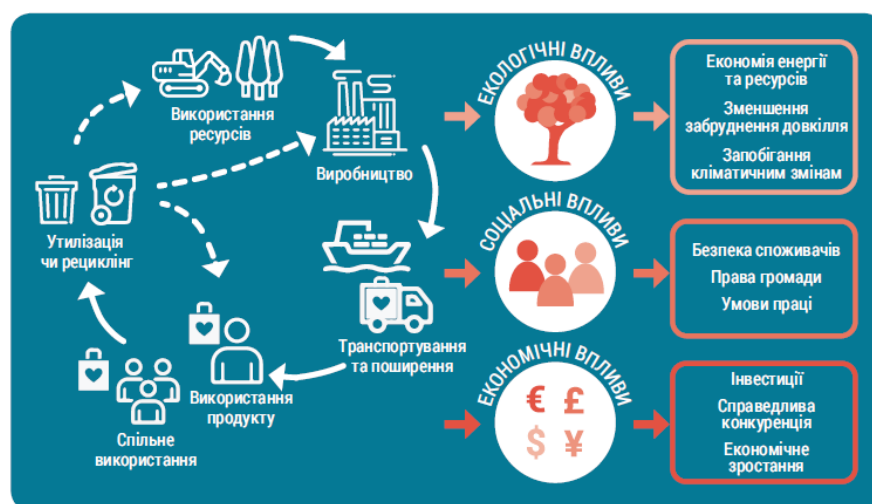 Використання
ресурсів
Виробництво
Утилізація
чи рециклінг
Транспортування
та поширення
Використання
продукту
Спільне
використання
ЕКОЛОГІЧНІ ВПЛИВИ
Економія енергії
та ресурсів
Зменшення
забруднення довкілля
Запобігання
кліматичним змінам
СОЦІАЛЬНІ ВПЛИВИ
Безпека споживачів
Права громади
Умови праці
ЕКОНОМІЧНІ ВПЛИВИ
€ £
$ ¥
Інвестиції
Справедлива
конкуренція
Економічне
зростання